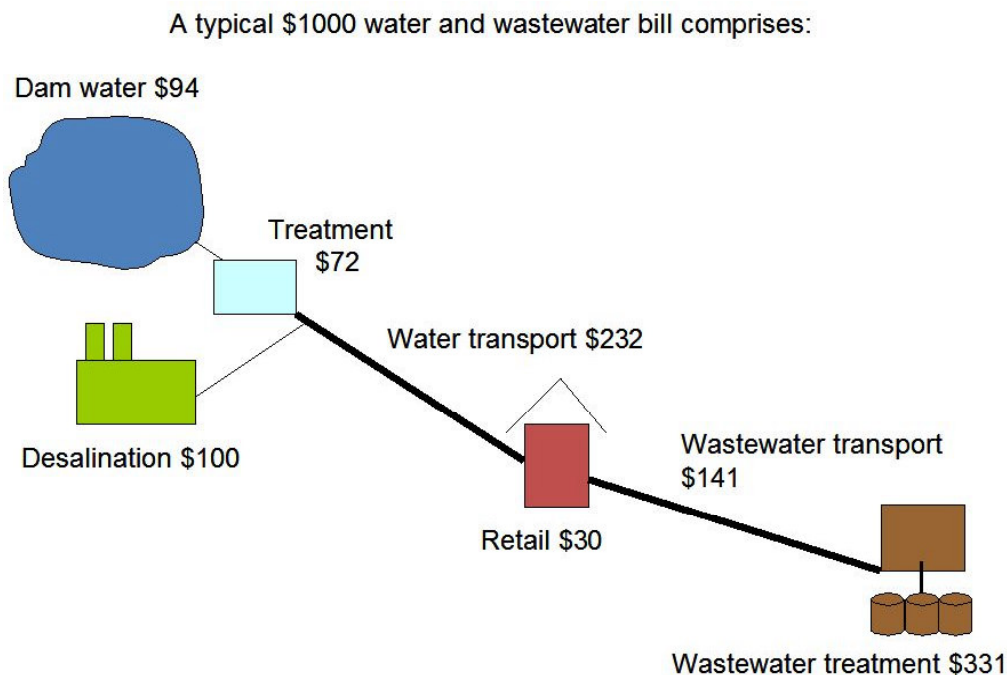 A typical $1000 water and wastewater bill comprises:
Dam water $94
Treatment
$72
Water transport $232
Desalination $100
Wastewater transport
$141
Retail $30
Wastewater treatment $331